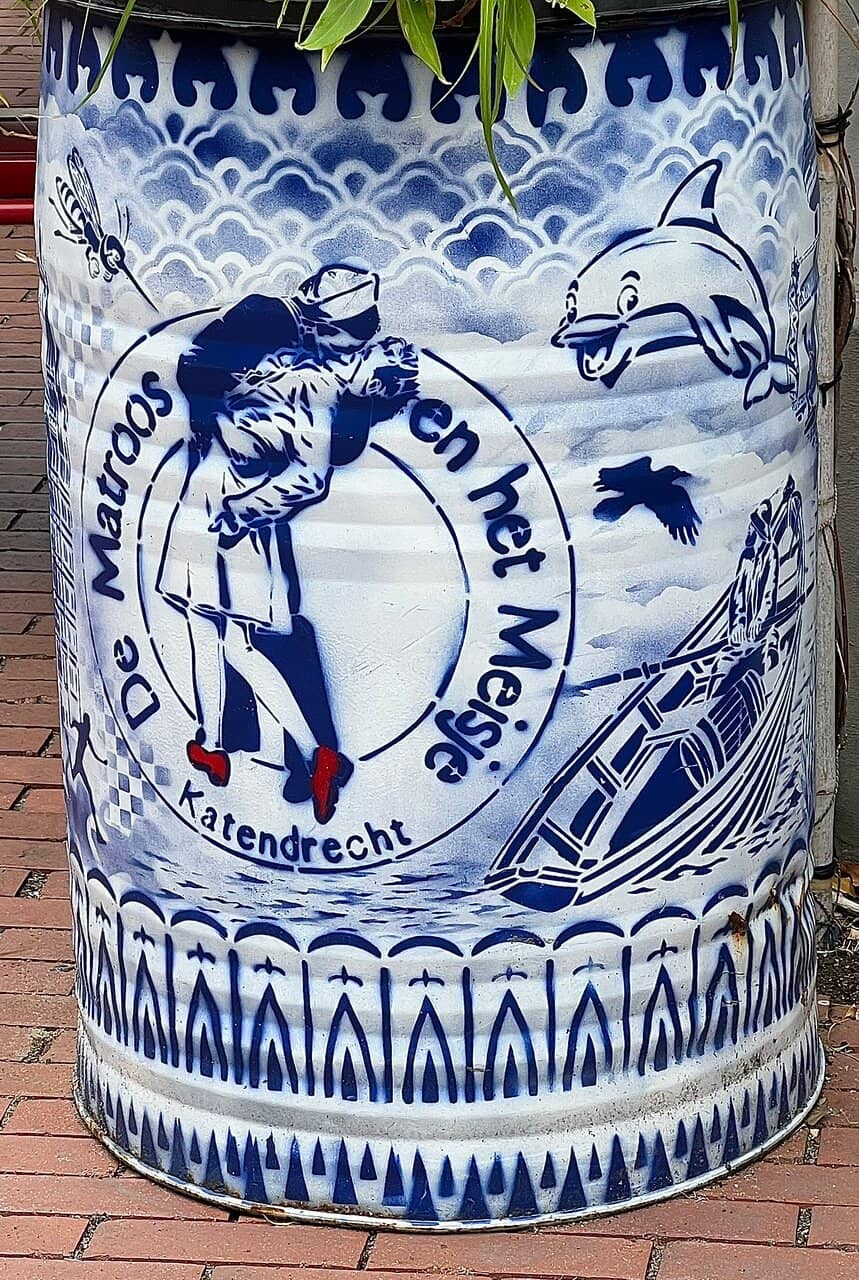 De Matroos en het Meisje
Katendrecht